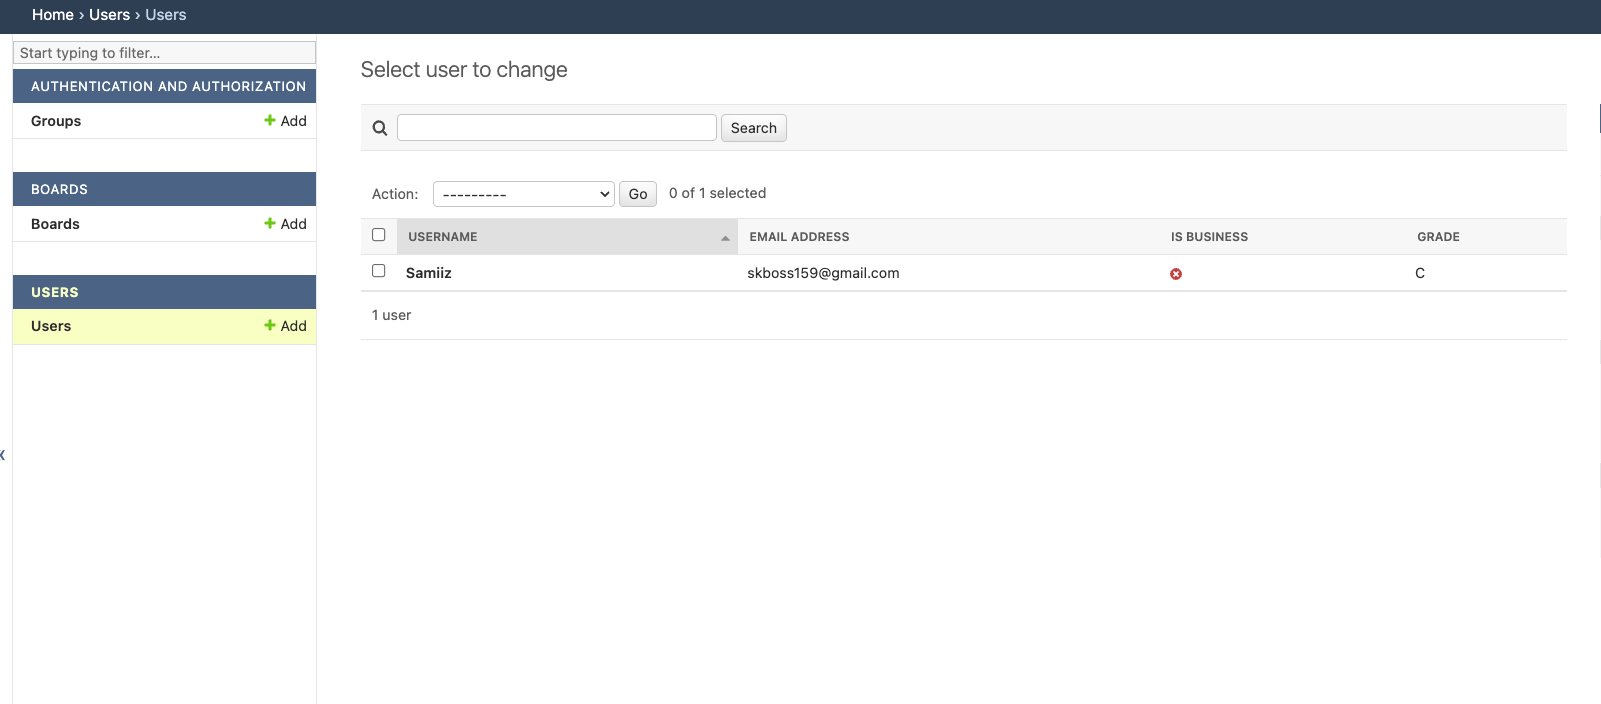 Home › Users › Users
Start typing to filter...
AUTHENTICATION AND AUTHORIZATION
Groups + Add
BOARDS
Boards + Add
USERS
Users + Add
Select user to change
Search
Action: --------- Go 0 of 1 selected
USERNAME EMAIL ADDRESS IS BUSINESS GRADE
Samiiz skboss159@gmail.com C
1 user